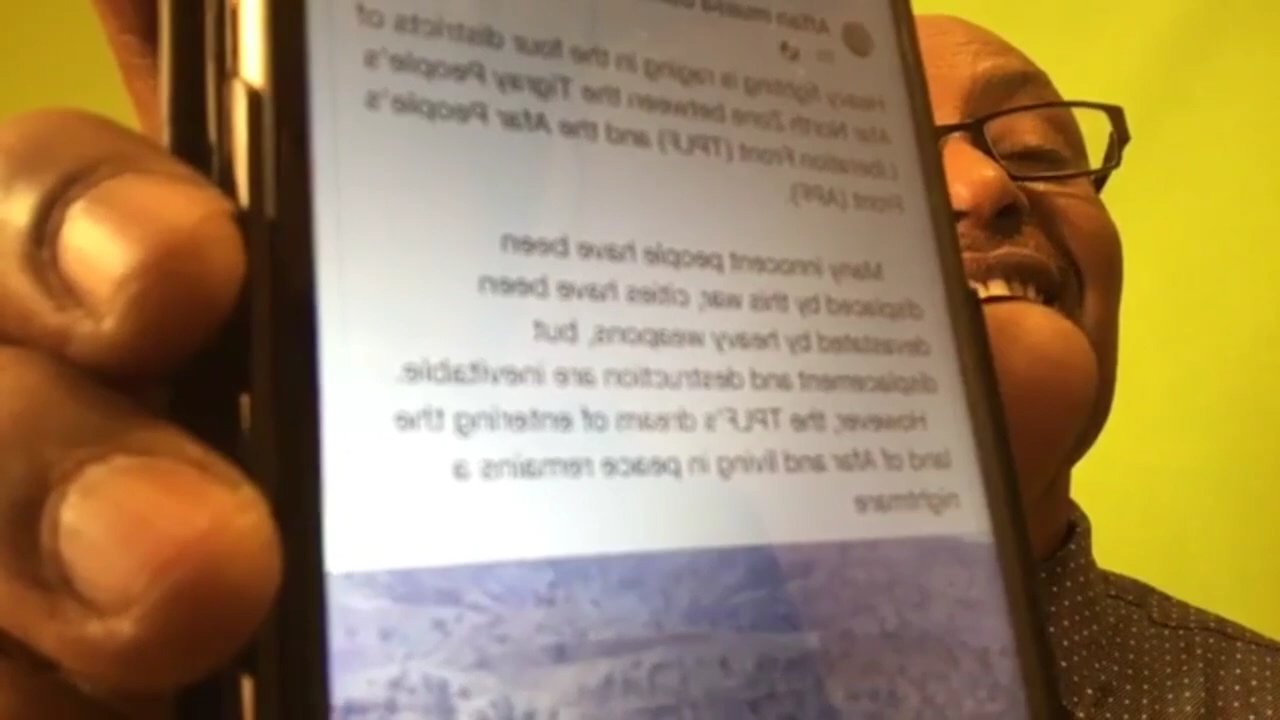 Heavy fighting is raging in the four districts of
Afar North Zone between the Tigray People's
Liberation Front (TPLF) and the Afar People's
Front (APF).
Many innocent people have been
displaced by this war, cities have been
devastated by heavy weapons, but
displacement and destruction are inevitable.
However, the TPLF's dream of entering the
land of Afar and living in peace remains a
nightmare